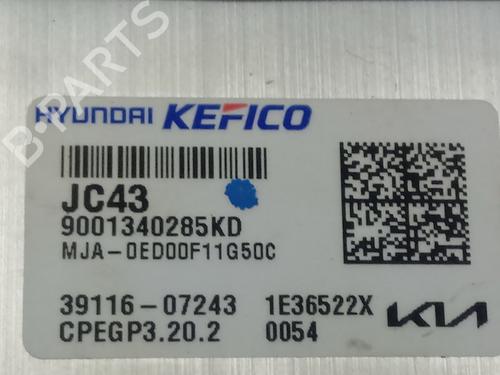 HYUNDAI KEFICO
JC43
9001340285KD
MJA-0ED00F11G50C
39116-07243 1E36522X
CPEGP3.20.2 0054 KIA
B-PARTS